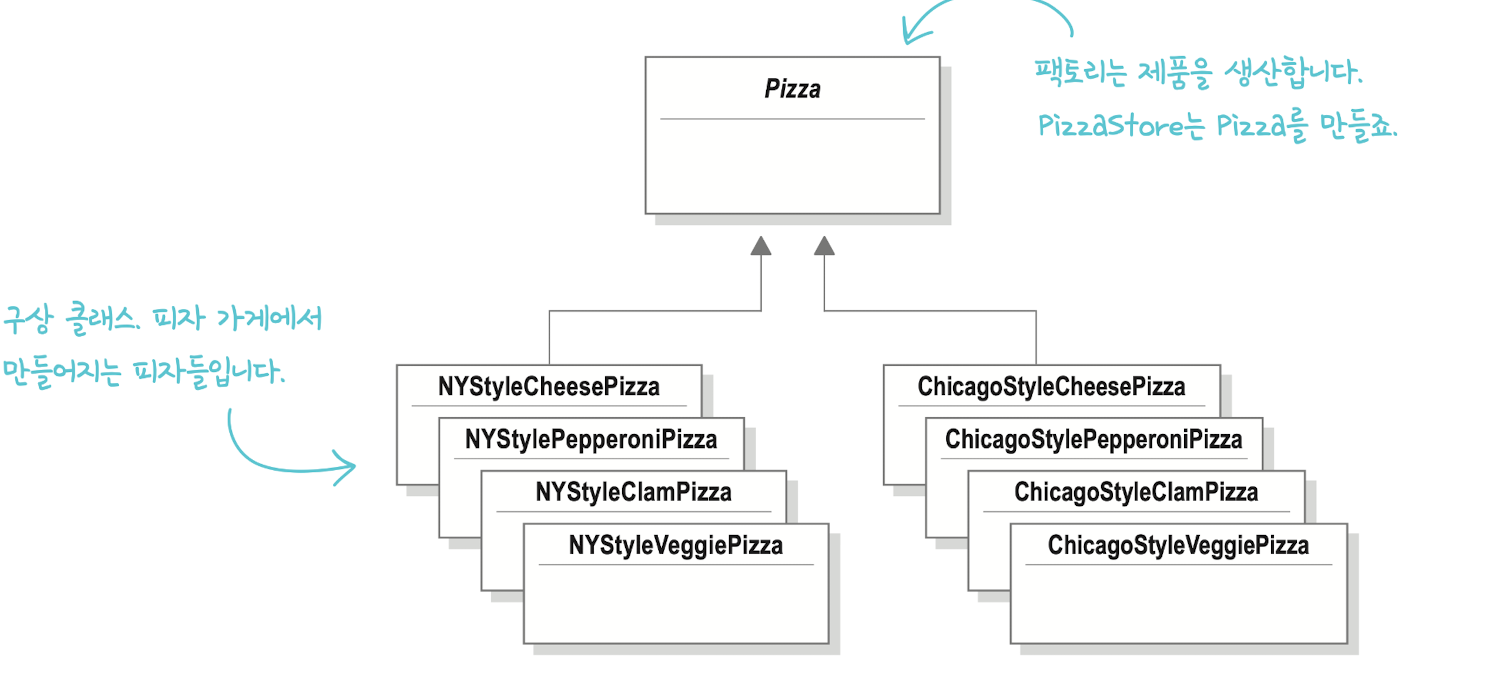 Pizza
팩토리는 제품을 생산합니다.
PizzaStore는 Pizza를 만들죠.
구상 클래스. 피자 가게에서
만들어지는 피자들입니다.
NYStyleCheesePizza
NYStylePepperoniPizza
NYStyleClamPizza
NYStyleVeggiePizza
ChicagoStyleCheesePizza
ChicagoStylePepperoniPizza
ChicagoStyleClamPizza
ChicagoStyleVeggiePizza